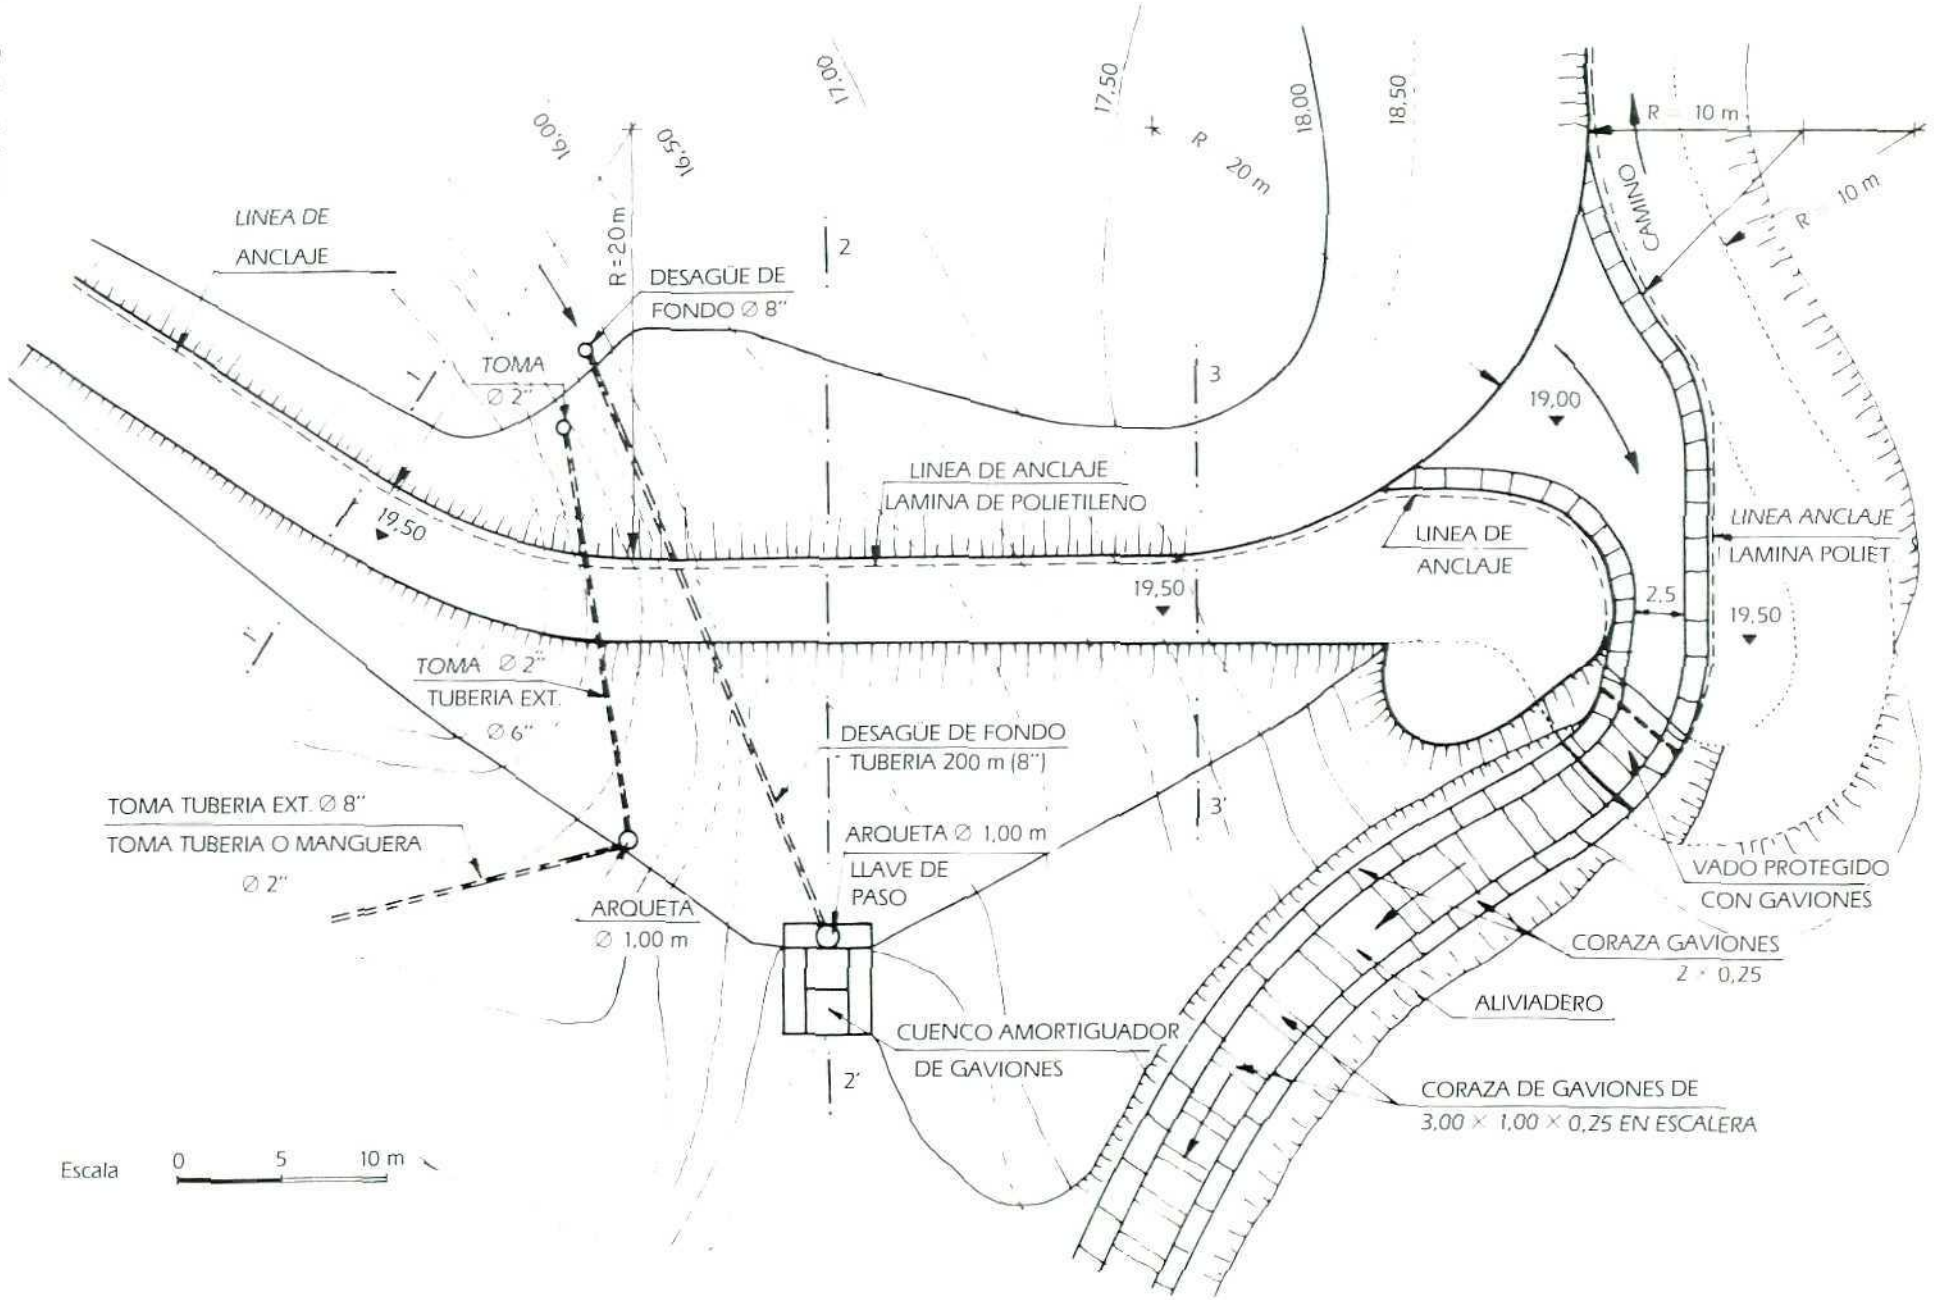 17,00
17,50
18.00
18,50
16,00
16,50
R 20 m
R 10 m
CAMINO
R 10 m
LINEA DE
ANCLAJE
R=20m
2
DESAGÜE DE
FONDO Ø 8"
TOMA
Ø 2"
1
3
19,00
19,50
LINEA DE ANCLAJE
LAMINA DE POLIETILENO
LINEA DE
ANCLAJE
LINEA ANCLAJE
LAMINA POLIET.
19,50
2.5
19,50
1'
TOMA Ø 2"
TUBERIA EXT.
Ø 6"
DESAGÜE DE FONDO
TUBERIA 200 m (8")
3'
TOMA TUBERIA EXT. Ø 8"
TOMA TUBERIA O MANGUERA
Ø 2"
ARQUETA Ø 1,00 m
LLAVE DE
PASO
ARQUETA
Ø 1,00 m
VADO PROTEGIDO
CON GAVIONES
CORAZA GAVIONES
2 × 0,25
ALIVIADERO
CUENCO AMORTIGUADOR
DE GAVIONES
2'
CORAZA DE GAVIONES DE
3,00 × 1,00 × 0,25 EN ESCALERA
Escala 0 5 10 m